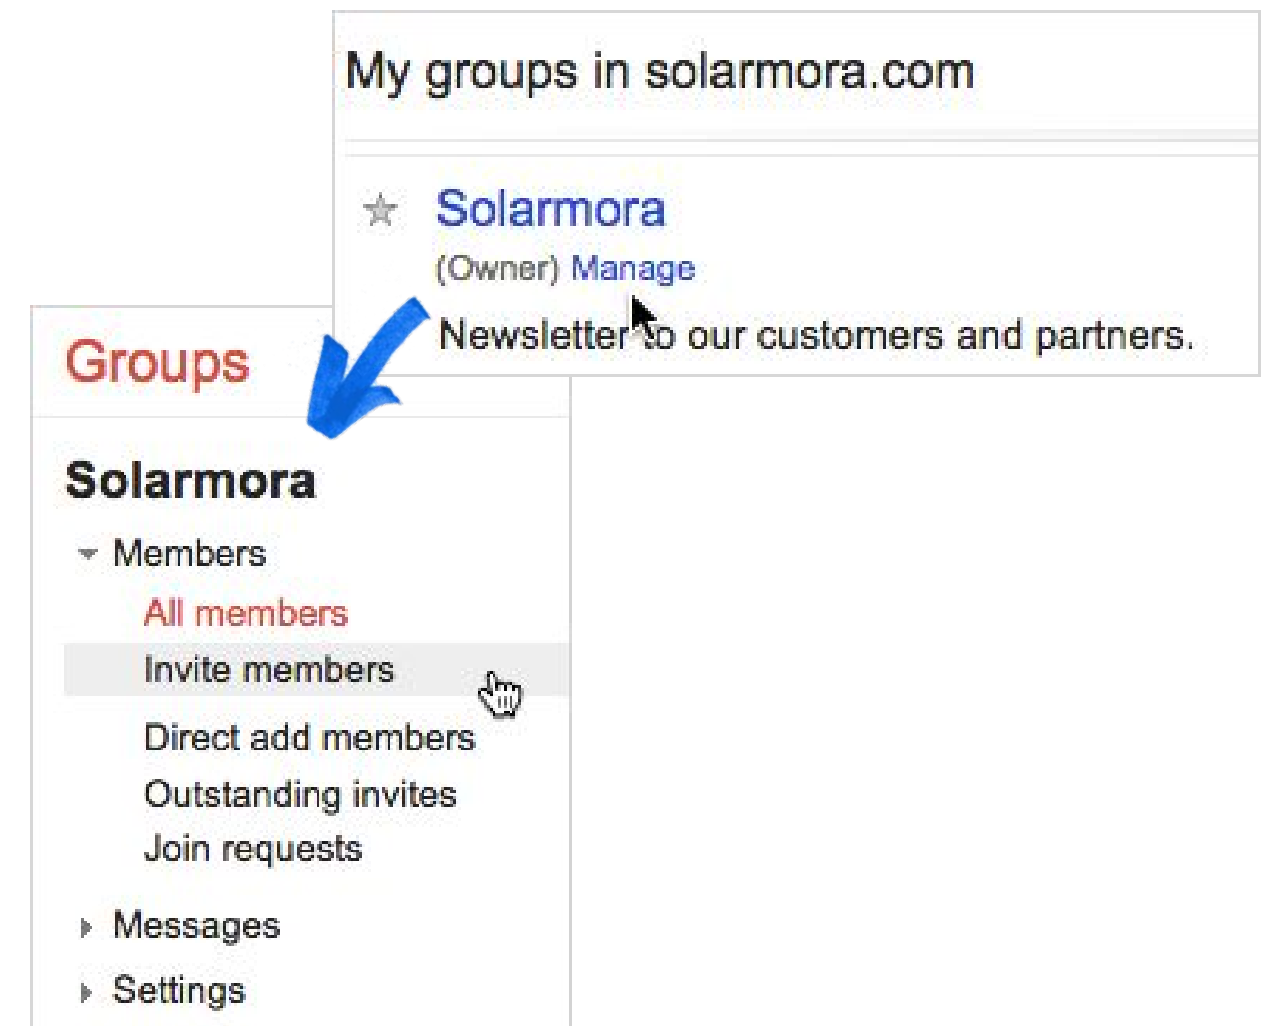 My groups in solarmora.com
Solarmora
(Owner) Manage
Newsletter to our customers and partners.
Groups
Solarmora
Members
All members
Invite members
Direct add members
Outstanding invites
Join requests
Messages
Settings